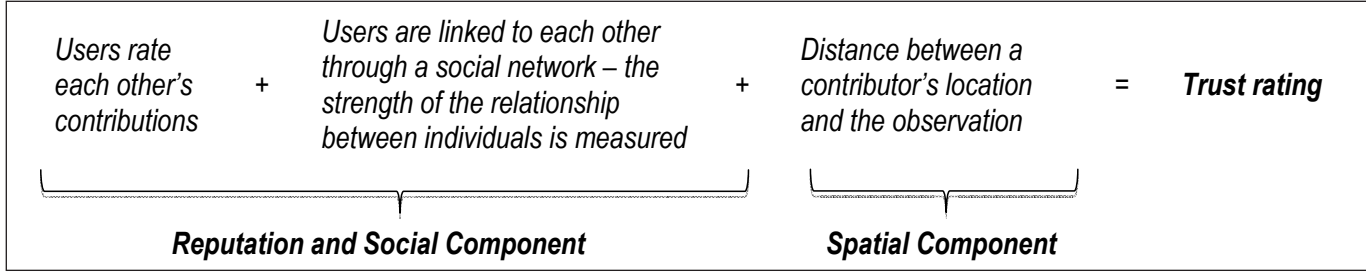 Users rate
each other's
contributions
+
Users are linked to each other
through a social network – the
strength of the relationship
between individuals is measured
+
Distance between a
contributor's location
and the observation
=
Trust rating
Reputation and Social Component
Spatial Component